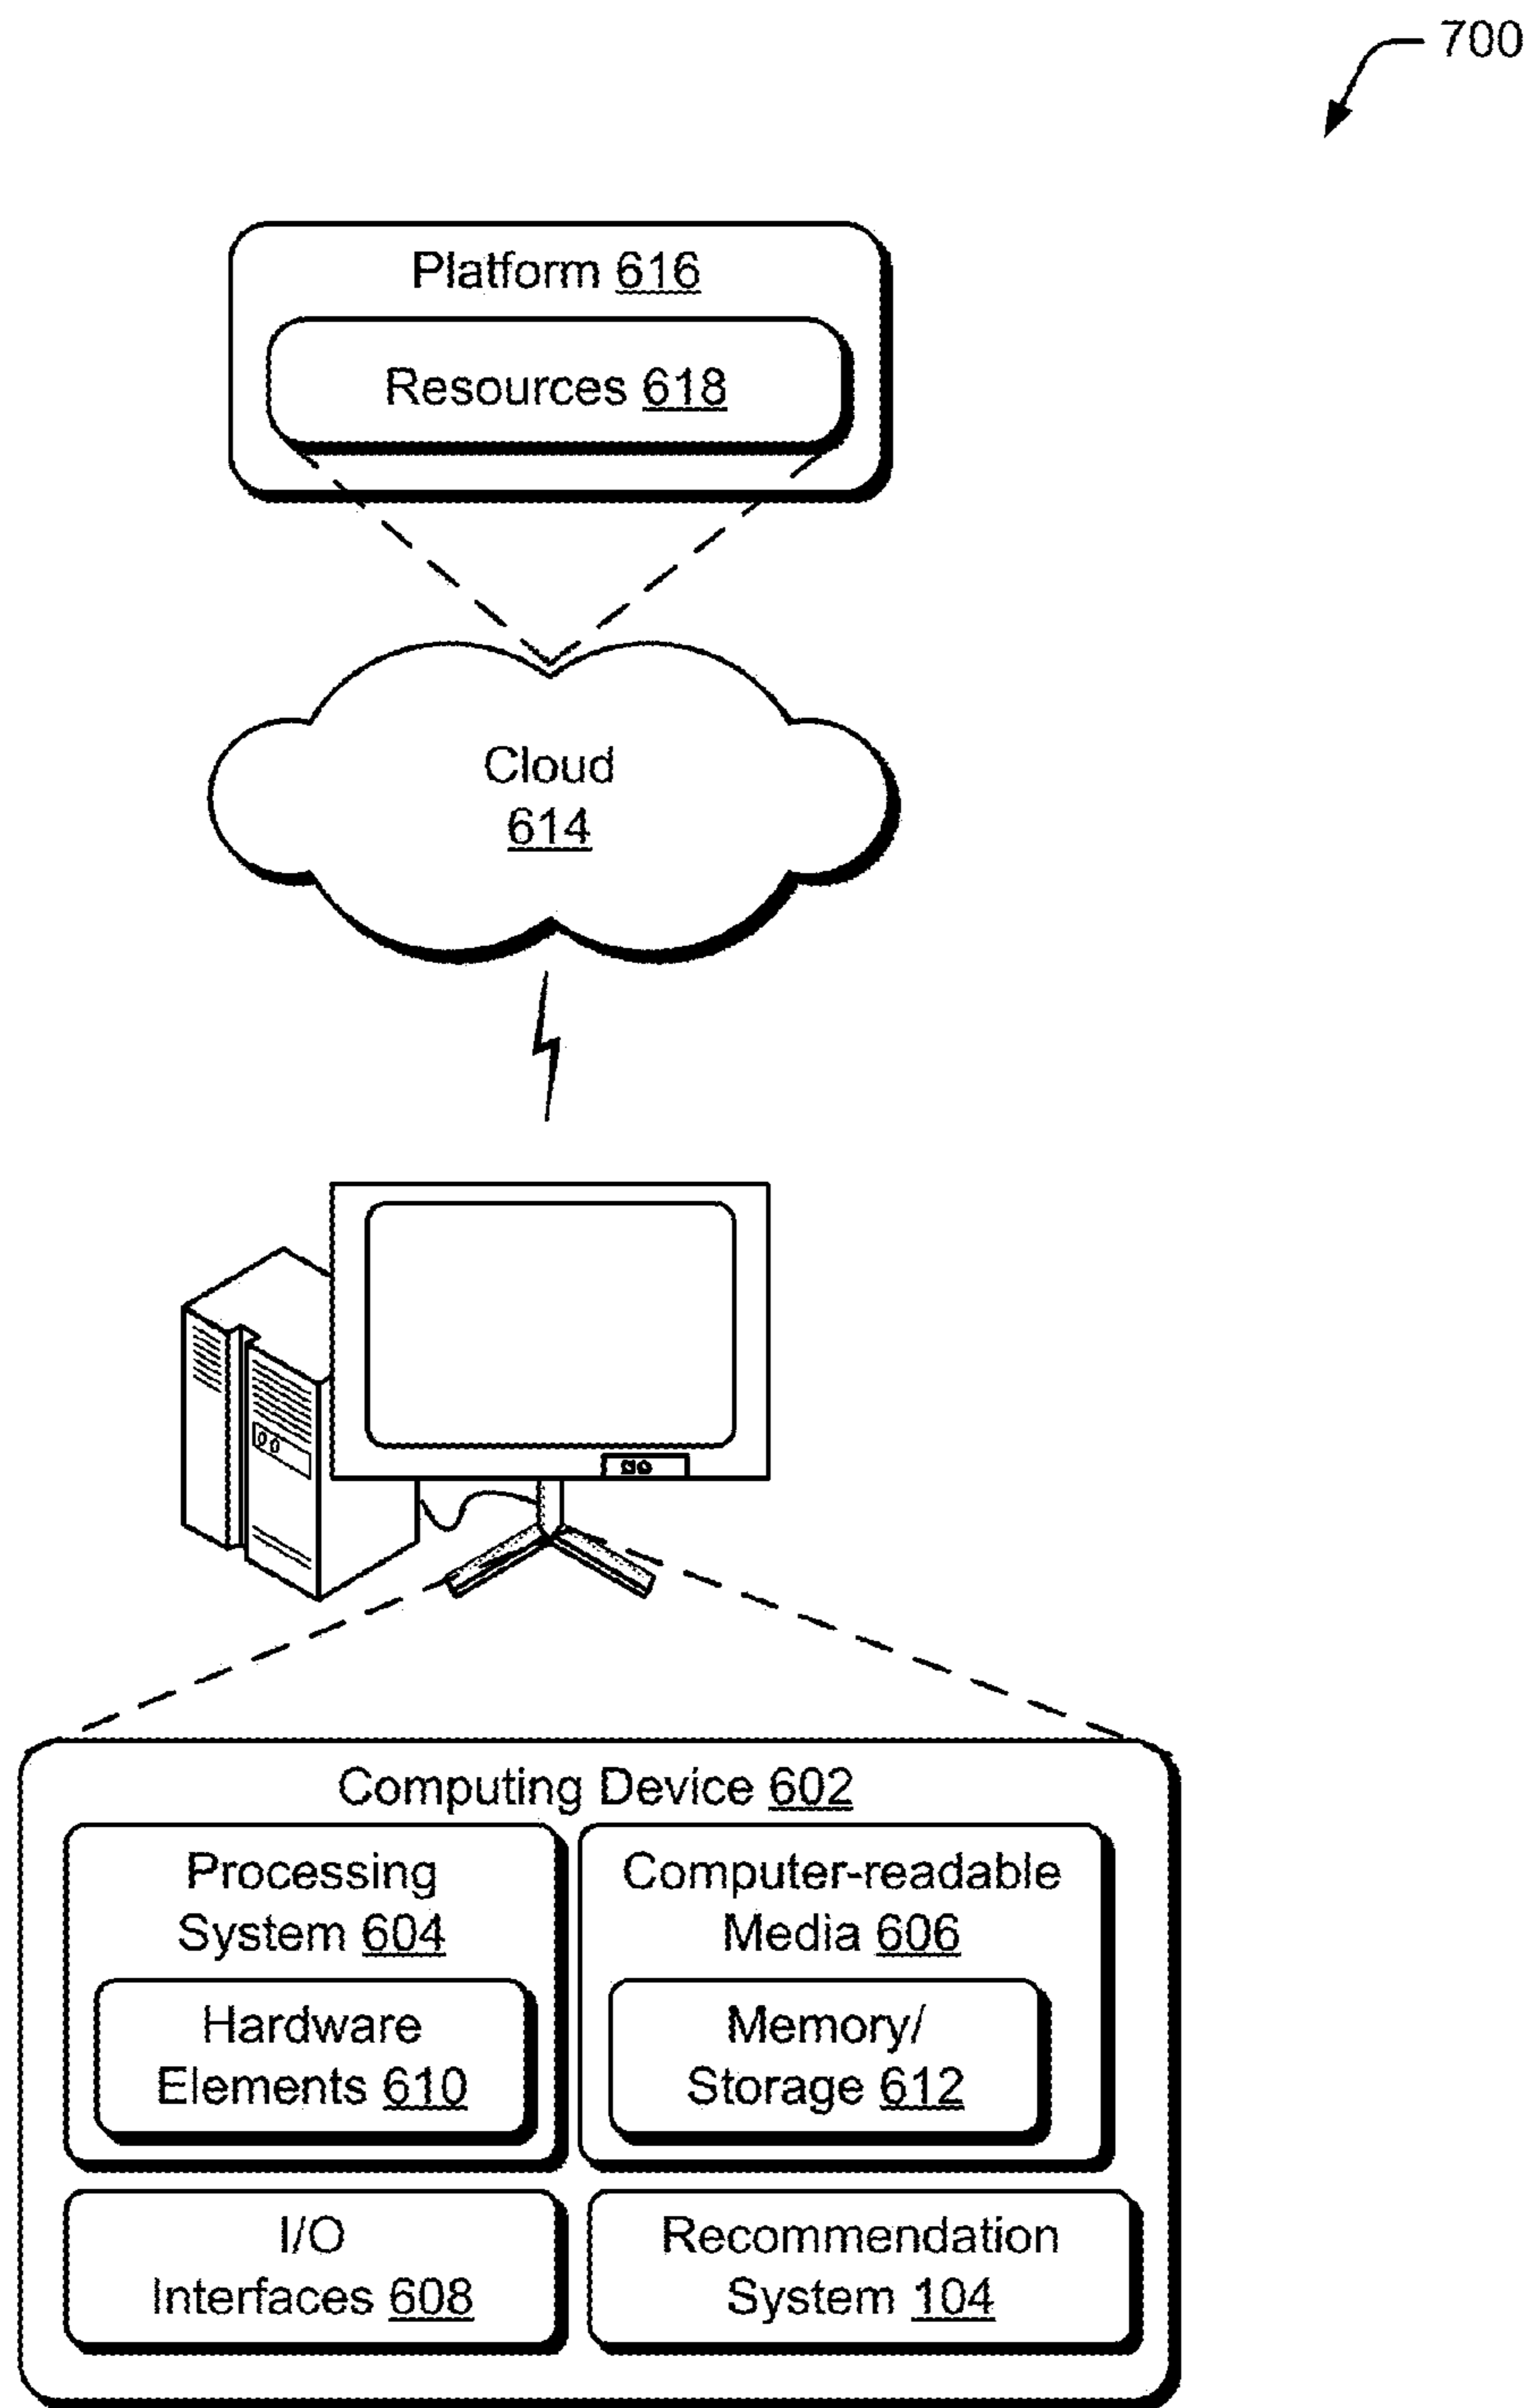 700
Platform 616
Resources 618
Cloud
614
Computing Device 602
Processing
System 604
Hardware
Elements 610
Computer-readable
Media 606
Memory/
Storage 612
I/O
Interfaces 608
Recommendation
System 104